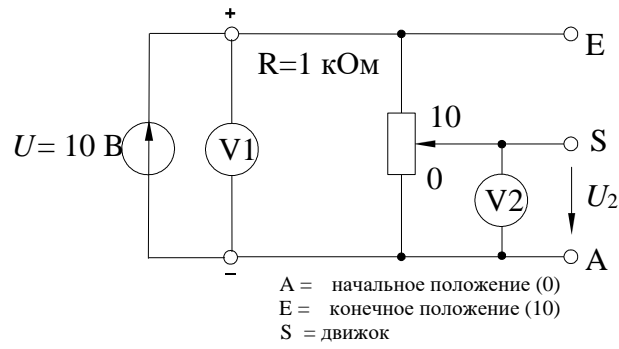 +
E
R=1 кОм
10
U= 10 В
V1
S
0
V2
U2
–
A
A = начальное положение (0)
E = конечное положение (10)
S = движок